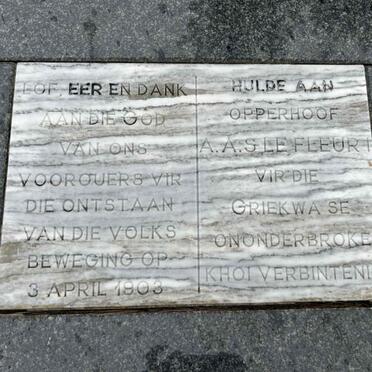 LOF, EER EN DANK
AAN DIE GOD
VAN ONS
VOOROUERS VIR
DIE ONTSTAAN
VAN DIE VOLKS
BEWEGING OP
3 APRIL 1903
HULDE AAN
OPPERHOOF
A.A.S LE FLEUR I
VIR DIE
GRIEKWA SE
ONONDERBROKE
KHOI VERBINTENI